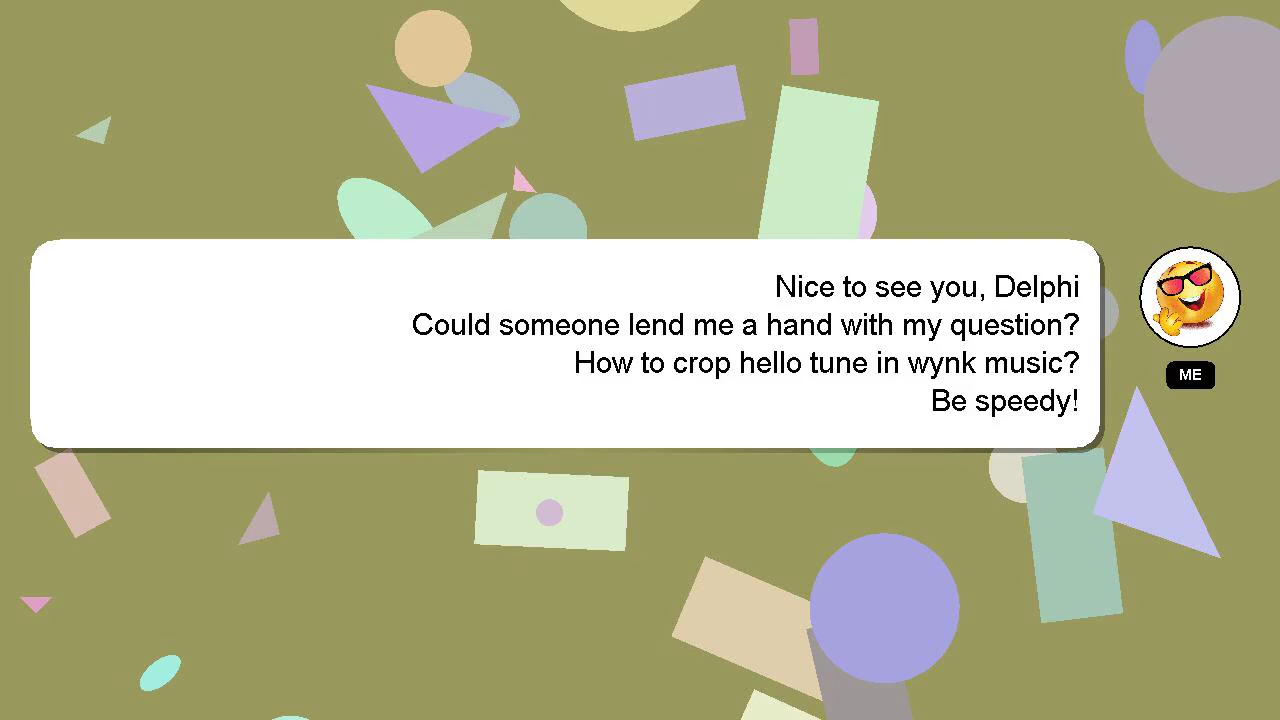 Nice to see you, Delphi
Could someone lend me a hand with my question?
How to crop hello tune in wynk music?
Be speedy!
ME